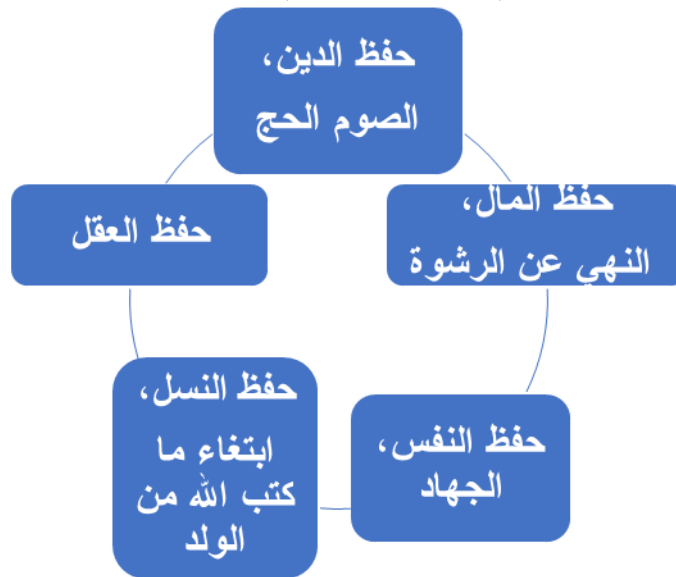 حفظ الدين،
الصوم الحج
حفظ المال،
النهي عن الرشوة
حفظ النفس،
الجهاد
حفظ النسل،
ابتغاء ما
كتب الله من
الولد
حفظ العقل